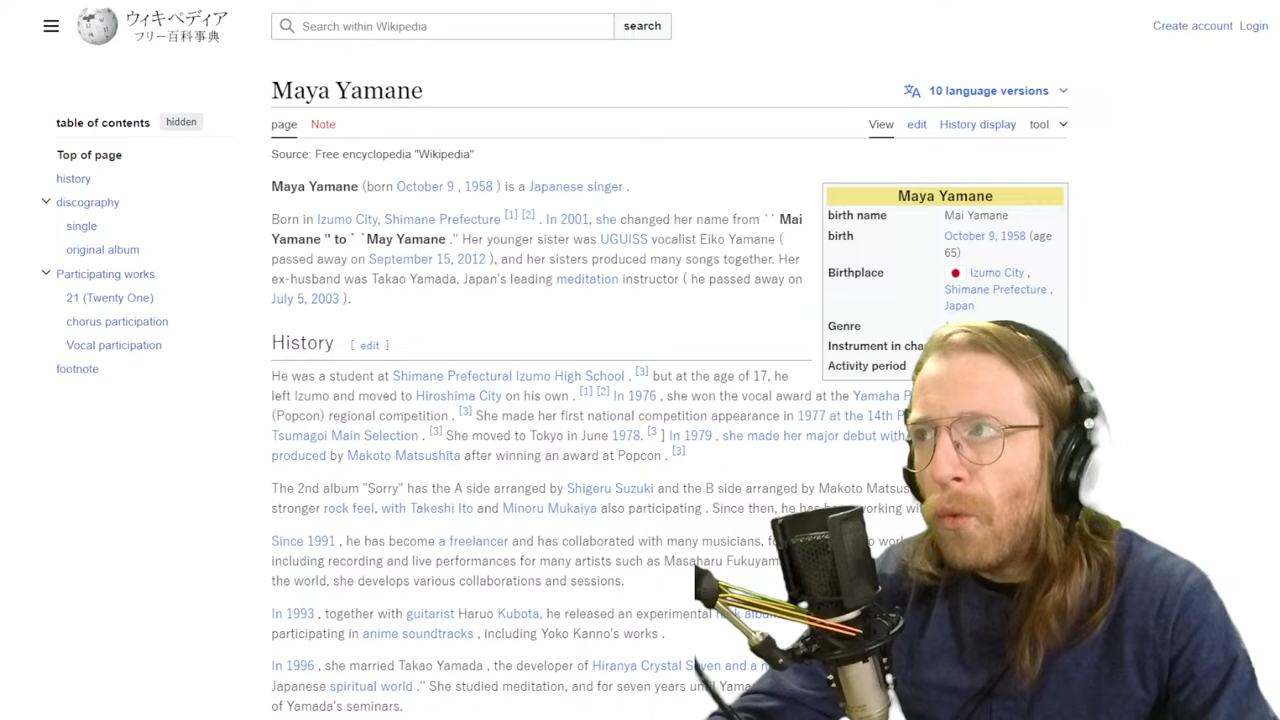 ウィキペディア
フリー百科事典
Search within Wikipedia
search
Create account Login
Maya Yamane
10 language versions
table of contents hidden
Top of page
history
discography
single
original album
Participating works
21 (Twenty One)
chorus participation
Vocal participation
footnote
page Note
View edit History display tool
Source: Free encyclopedia "Wikipedia"
Maya Yamane (born October 9 , 1958 ) is a Japanese singer .
Born in Izumo City, Shimane Prefecture [1] [2] . In 2001, she changed her name from `` Mai
Yamane " to ` `May Yamane ." Her younger sister was UGUISS vocalist Eiko Yamane (
passed away on September 15, 2012 ), and her sisters produced many songs together. Her
ex-husband was Takao Yamada, Japan's leading meditation instructor ( he passed away on
July 5, 2003 ).
Maya Yamane
birth name Mai Yamane
birth October 9, 1958 (age
65)
Birthplace Izumo City ,
Shimane Prefecture ,
Japan
Genre
Instrument in cha
Activity period
History [ edit ]
He was a student at Shimane Prefectural Izumo High School , [3] but at the age of 17, he
left Izumo and moved to Hiroshima City on his own . [1] [2] In 1976 , she won the vocal award at the Yamaha P
(Popcon) regional competition . [3] She made her first national competition appearance in 1977 at the 14th P
Tsumagoi Main Selection . [3] She moved to Tokyo in June 1978. [3 ] In 1979 , she made her major debut with
produced by Makoto Matsushita after winning an award at Popcon . [3]
The 2nd album "Sorry" has the A side arranged by Shigeru Suzuki and the B side arranged by Makoto Matsus
stronger rock feel, with Takeshi Ito and Minoru Mukaiya also participating . Since then, he has been working wi
Since 1991 , he has become a freelancer and has collaborated with many musicians,
including recording and live performances for many artists such as Masaharu Fukuyam
the world, she develops various collaborations and sessions.
In 1993 , together with guitarist Haruo Kubota, he released an experimental rock album
participating in anime soundtracks , including Yoko Kanno's works .
In 1996 , she married Takao Yamada , the developer of Hiranya Crystal Seven and a m
Japanese spiritual world ." She studied meditation, and for seven years until Yama
of Yamada's seminars.